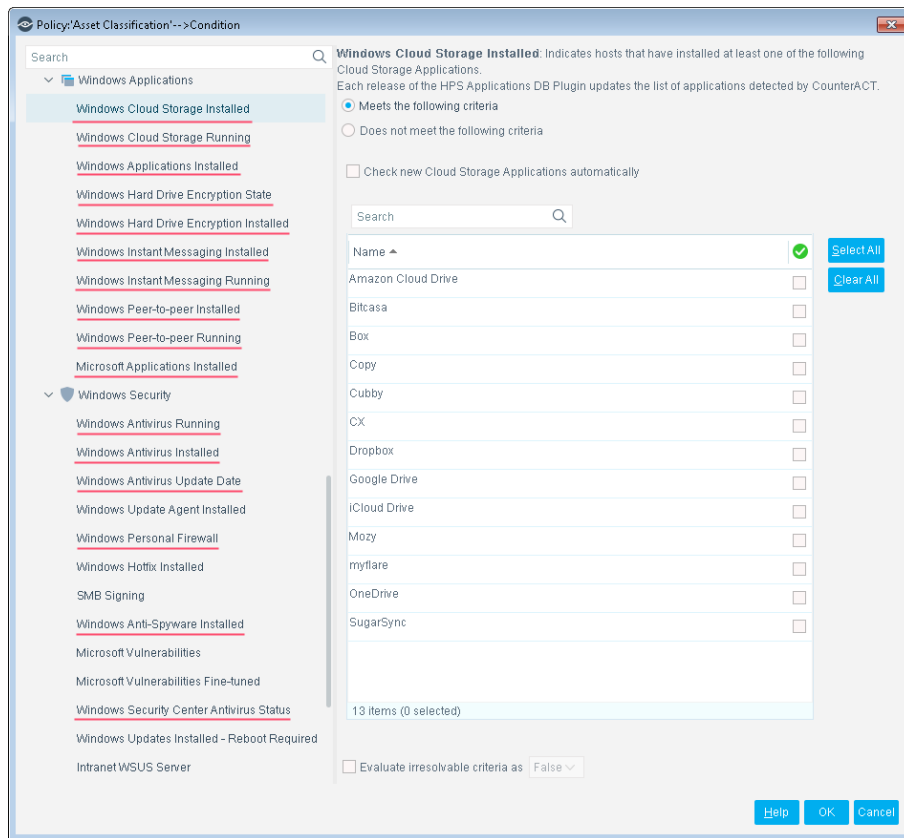 Policy:'Asset Classification'-->Condition
Search
Windows Applications
Windows Cloud Storage Installed
Windows Cloud Storage Running
Windows Applications Installed
Windows Hard Drive Encryption State
Windows Hard Drive Encryption Installed
Windows Instant Messaging Installed
Windows Instant Messaging Running
Windows Peer-to-peer Installed
Windows Peer-to-peer Running
Microsoft Applications Installed
Windows Security
Windows Antivirus Running
Windows Antivirus Installed
Windows Antivirus Update Date
Windows Update Agent Installed
Windows Personal Firewall
Windows Hotfix Installed
SMB Signing
Windows Anti-Spyware Installed
Microsoft Vulnerabilities
Microsoft Vulnerabilities Fine-tuned
Windows Security Center Antivirus Status
Windows Updates Installed - Reboot Required
Intranet WSUS Server
Windows Cloud Storage Installed: Indicates hosts that have installed at least one of the following
Cloud Storage Applications.
Each release of the HPS Applications DB Plugin updates the list of applications detected by CounterACT.
Meets the following criteria
Does not meet the following criteria
Check new Cloud Storage Applications automatically
Search
Name
Select All
Clear All
Amazon Cloud Drive
Bitcasa
Box
Copy
Cubby
CX
Dropbox
Google Drive
iCloud Drive
Mozy
myflare
OneDrive
SugarSync
13 items (0 selected)
Evaluate irresolvable criteria as False
Help OK Cancel